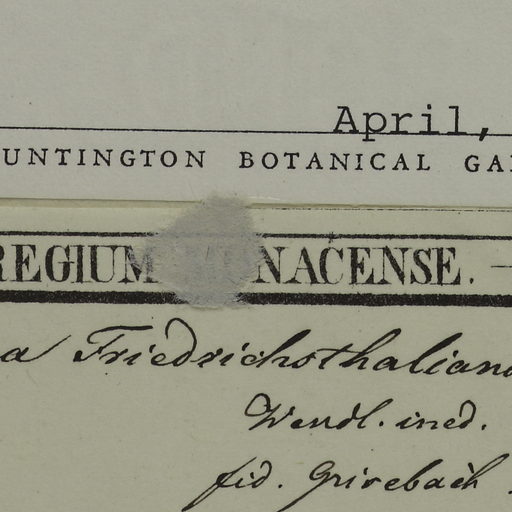 April,
UNTINGTON BOTANICAL GA
REGIUM NACENSE. —
a Friedrichsthaliana
Wendl. ined.
fid. Grisebach